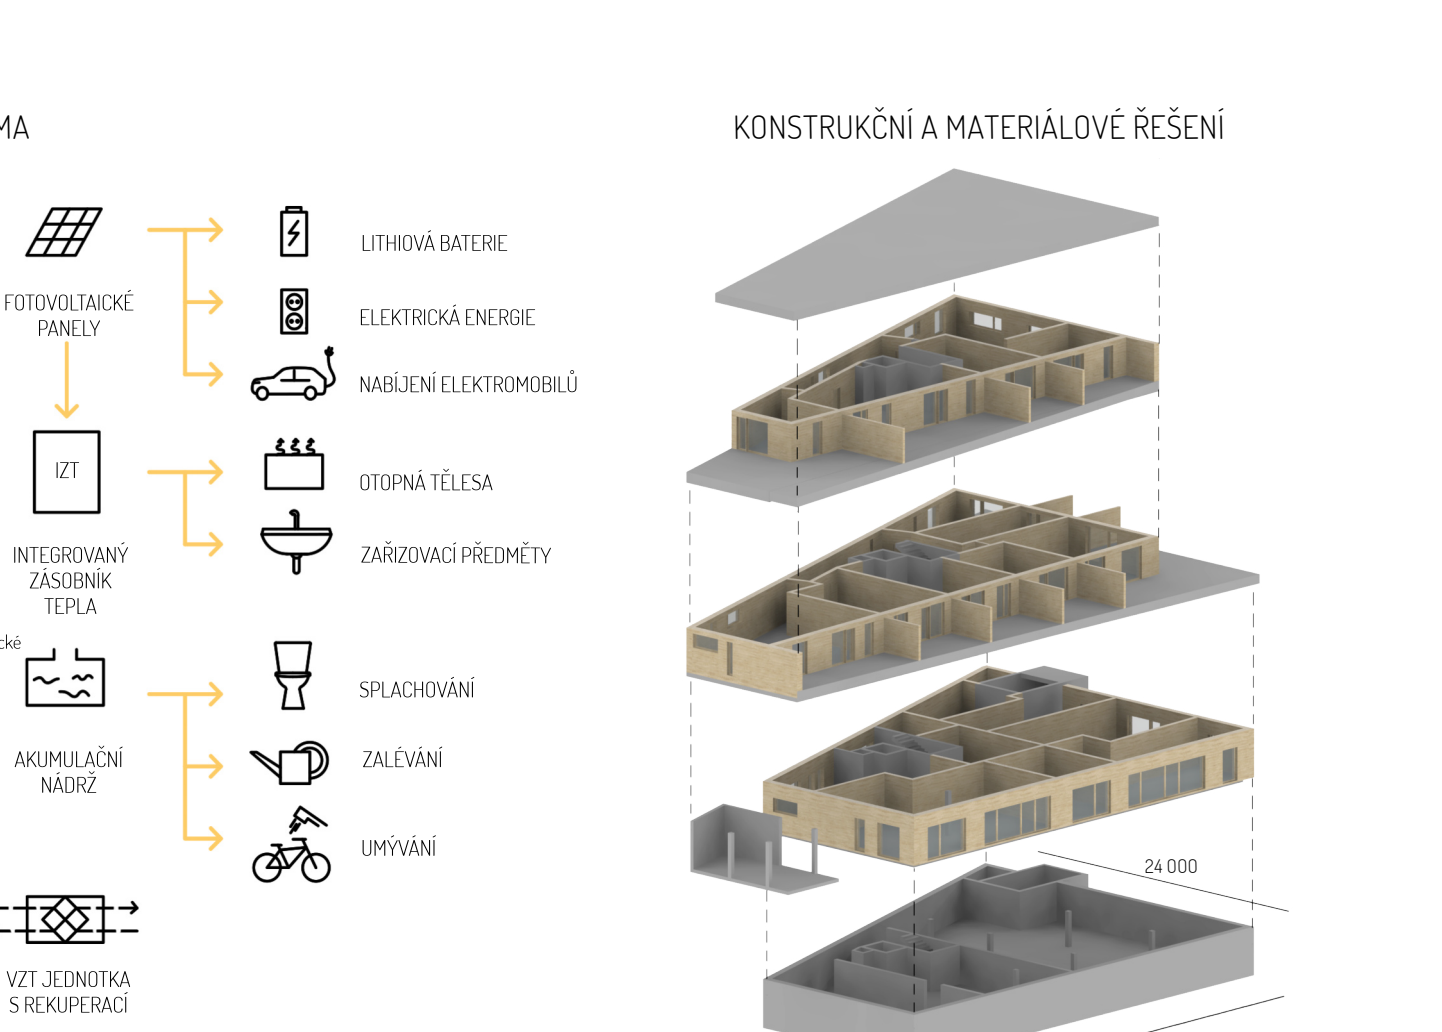 MA
KONSTRUKČNÍ A MATERIÁLOVÉ ŘEŠENÍ
LITHIOVÁ BATERIE
FOTOVOLTAICKÉ
PANELY
ELEKTRICKÁ ENERGIE
NABÍJENÍ ELEKTROMOBILŮ
IZT
OTOPNÁ TĚLESA
INTEGROVANÝ
ZÁSOBNÍK
TEPLA
ZAŘIZOVACÍ PŘEDMĚTY
cké
SPLACHOVÁNÍ
AKUMULAČNÍ
NÁDRŽ
ZALÉVÁNÍ
UMÝVÁNÍ
24 000
VZT JEDNOTKA
S REKUPERACÍ